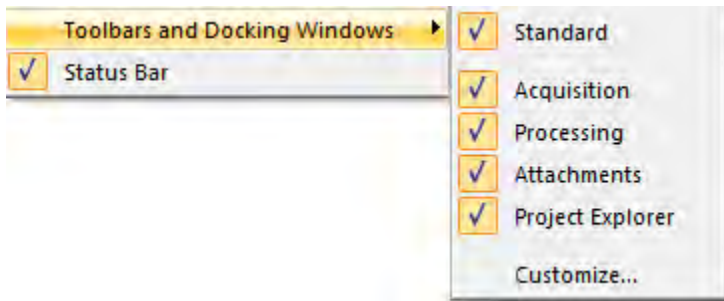 Toolbars and Docking Windows
Status Bar
Standard
Acquisition
Processing
Attachments
Project Explorer
Customize...